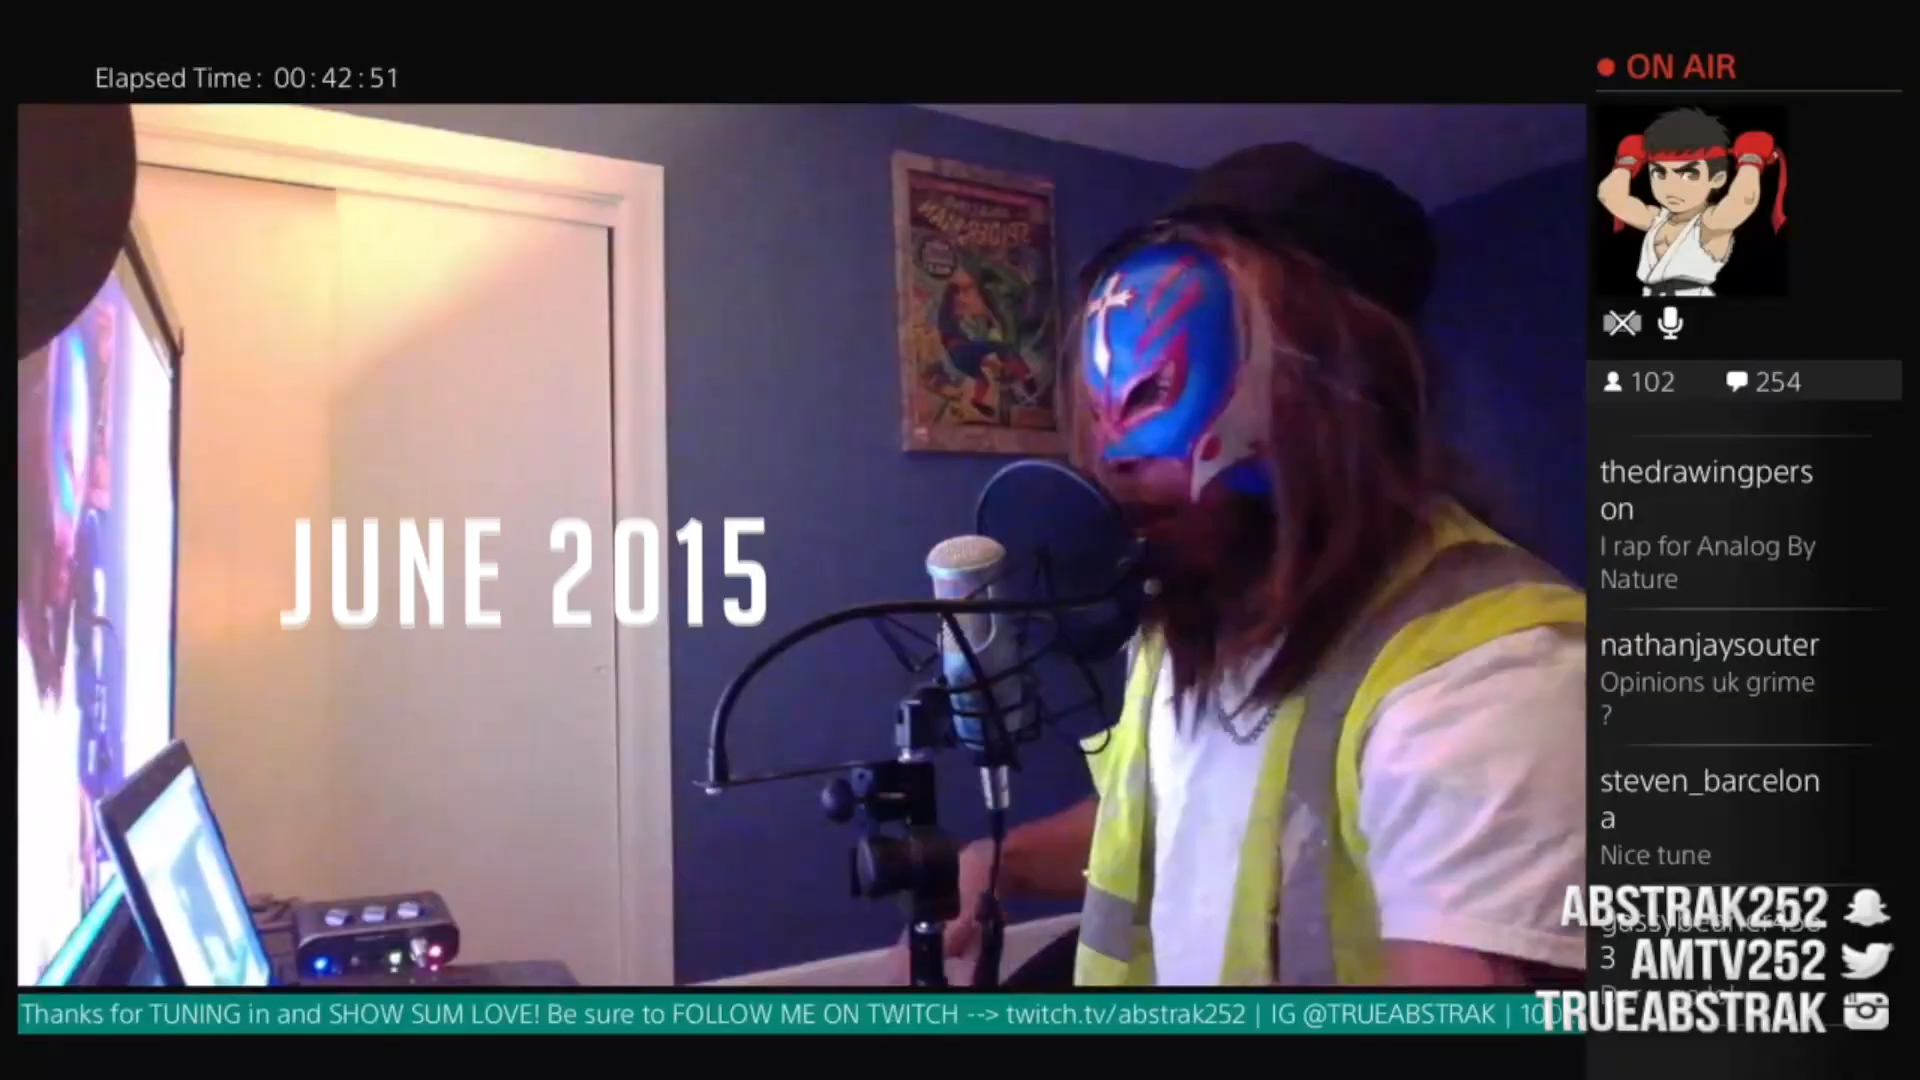 Elapsed Time: 00:42:51
ON AIR
102 254
thedrawingpers
on
I rap for Analog By
Nature
nathanjaysouter
Opinions uk grime
?
steven_barcelon
a
Nice tune
JUNE 2015
ABSTRAK252
3
AMTV252
TRUEABSTRAK
Thanks for TUNING in and SHOW SUM LOVE! Be sure to FOLLOW ME ON TWITCH --> twitch.tv/abstrak252 | IG @TRUEABSTRAK |